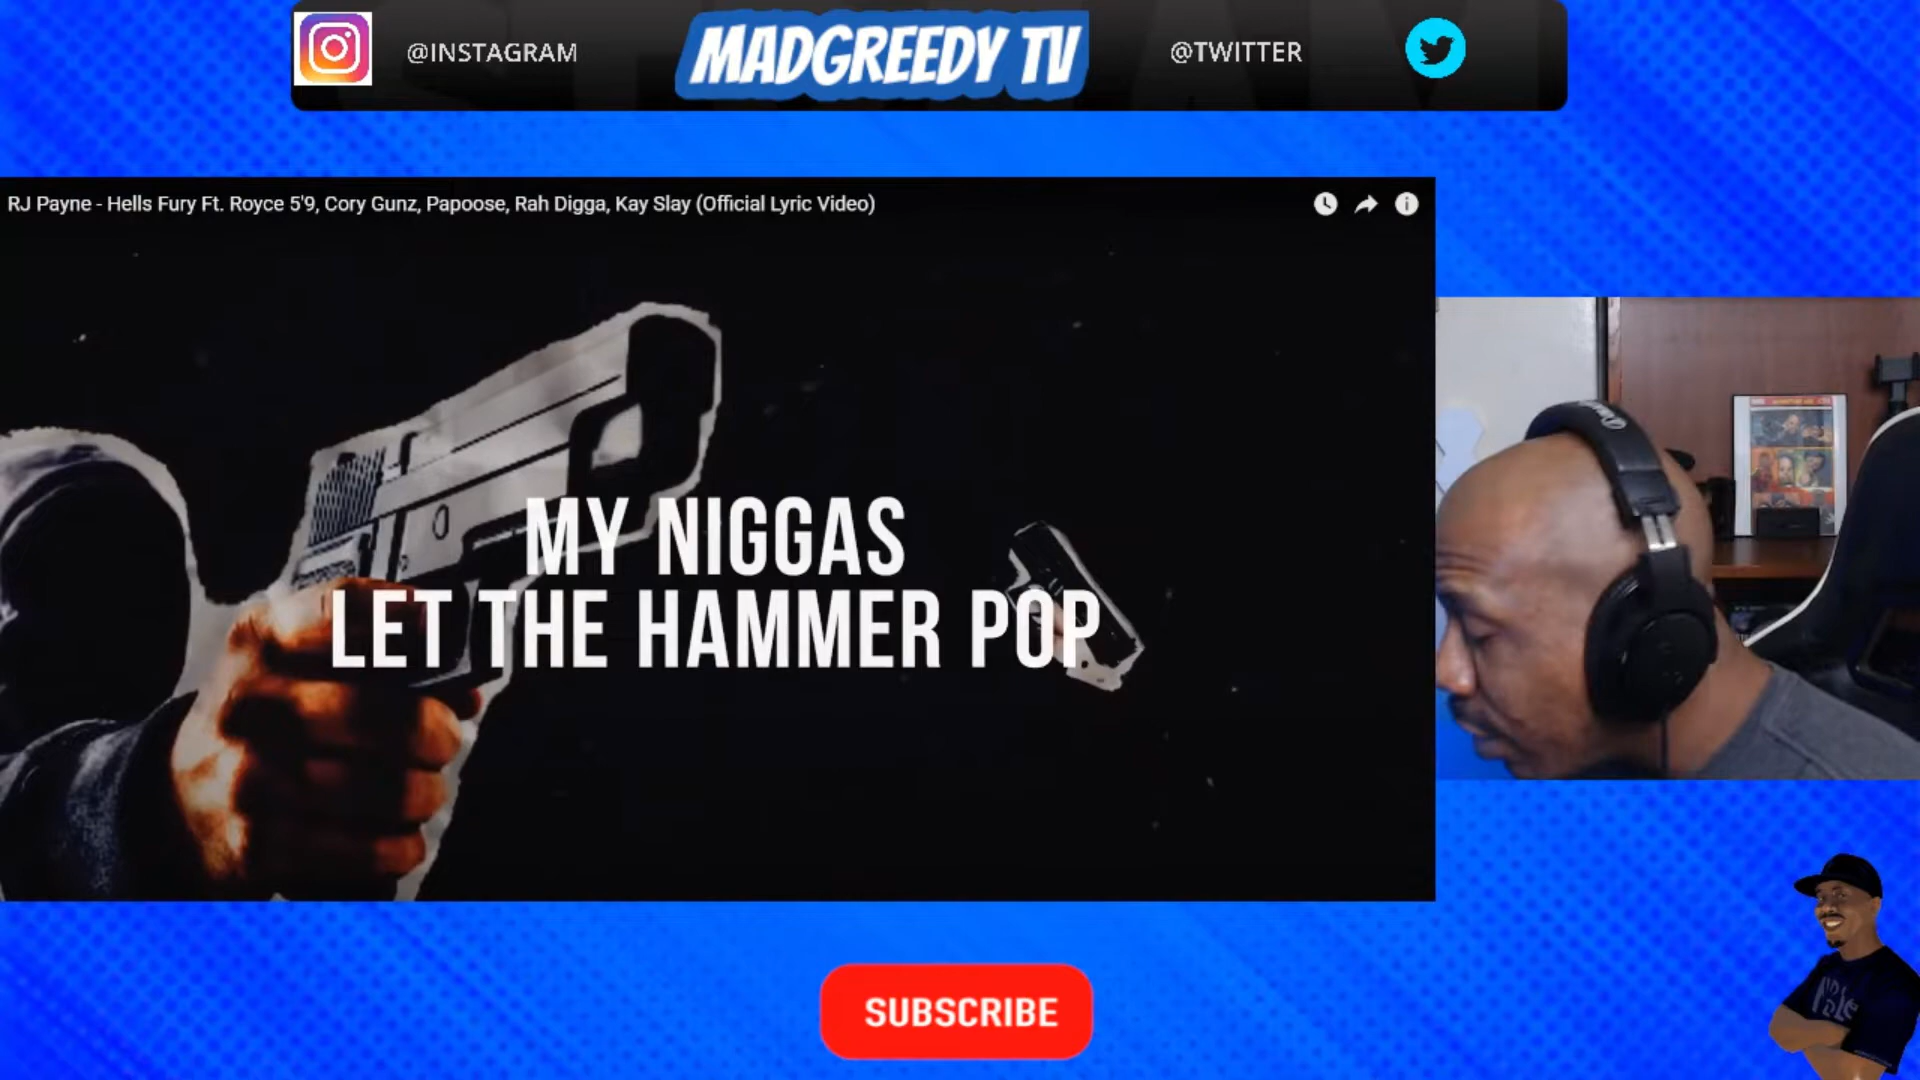 @INSTAGRAM
MADGREEDY TV
@TWITTER
RJ Payne - Hells Fury Ft. Royce 5'9, Cory Gunz, Papoose, Rah Digga, Kay Slay (Official Lyric Video)
MY NIGGAS
LET THE HAMMER POP
SUBSCRIBE